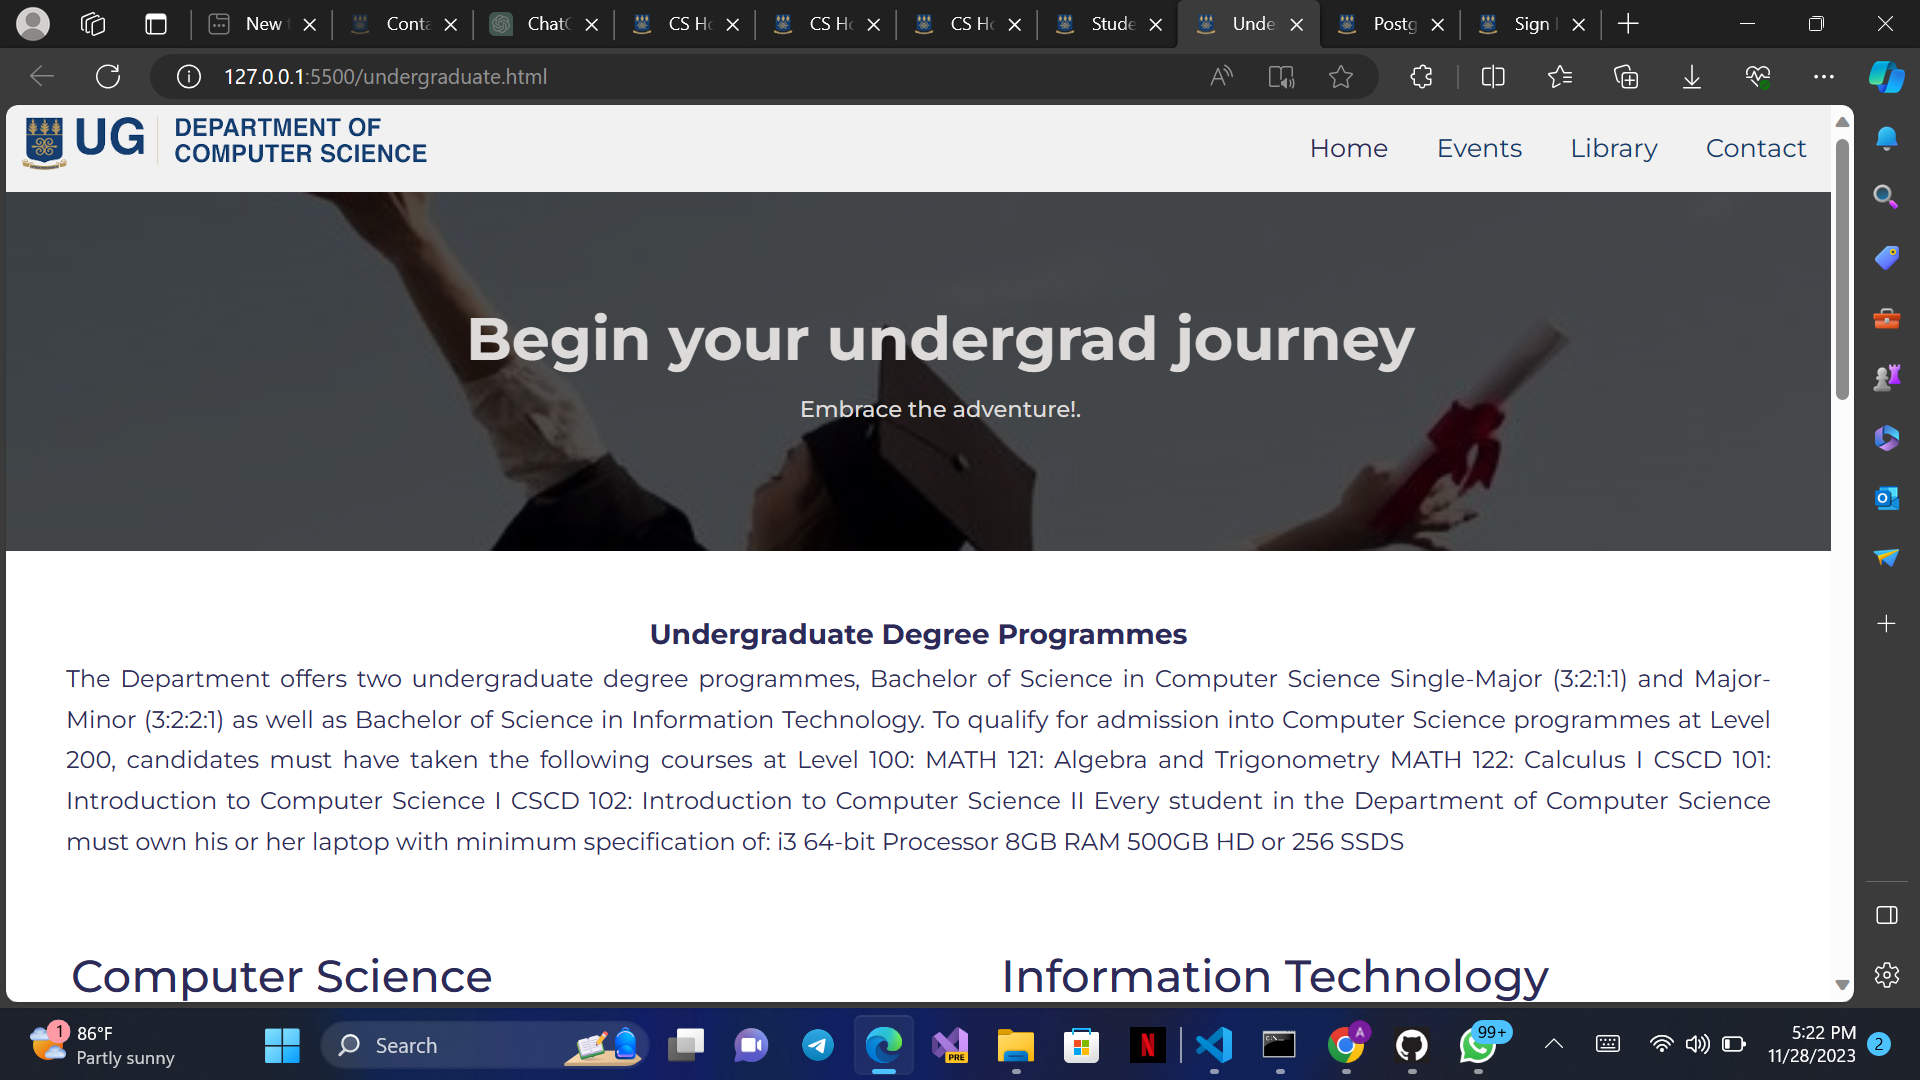 New
Conta
ChatG
CS Ho
CS Ho
CS Ho
Stude
Unde
Postg
Sign
127.0.0.1:5500/undergraduate.html
UG
DEPARTMENT OF
COMPUTER SCIENCE
Home Events Library Contact
Begin your undergrad journey
Embrace the adventure!.
Undergraduate Degree Programmes
The Department offers two undergraduate degree programmes, Bachelor of Science in Computer Science Single-Major (3:2:1:1) and Major-
Minor (3:2:2:1) as well as Bachelor of Science in Information Technology. To qualify for admission into Computer Science programmes at Level
200, candidates must have taken the following courses at Level 100: MATH 121: Algebra and Trigonometry MATH 122: Calculus I CSCD 101:
Introduction to Computer Science I CSCD 102: Introduction to Computer Science II Every student in the Department of Computer Science
must own his or her laptop with minimum specification of: i3 64-bit Processor 8GB RAM 500GB HD or 256 SSDS
Computer Science
Information Technology
1
86°F
Partly sunny
Search
PRE
N
A
99+
5:22 PM
11/28/2023
2